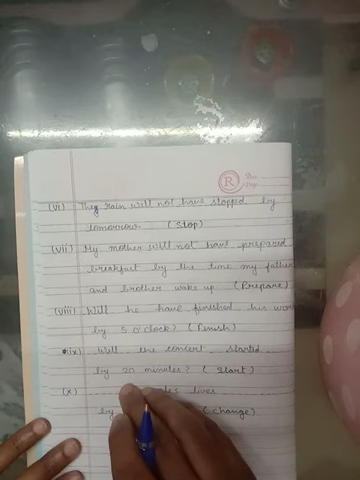 R
(vi) They rain will not have stopped by
tomorrow. (Stop)
(vii) My mother will not have prepared
breakfast by the time my father
and brother wake up (Prepare)
(viii) Will he have finished his work
by 5 o'clock? (Finish)
iix) Will the concert started
by 20 minutes? (Start)
(x) lives
by (change)